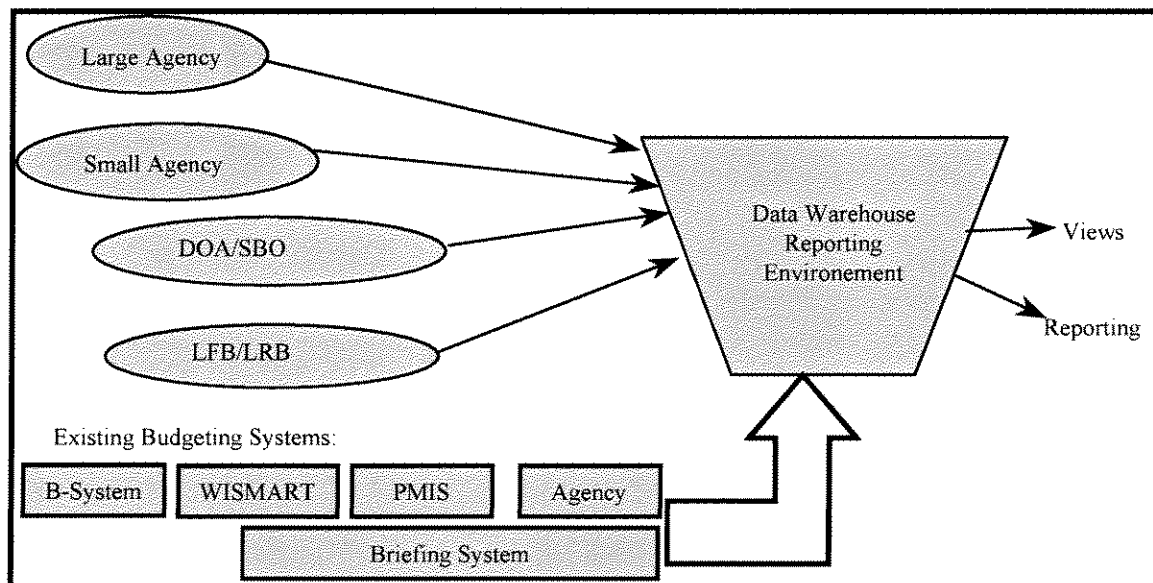 Large Agency
Small Agency
DOA/SBO
LFB/LRB
Data Warehouse
Reporting
Environement
Views
Reporting
Existing Budgeting Systems:
B-System
WISMART
PMIS
Agency
Briefing System